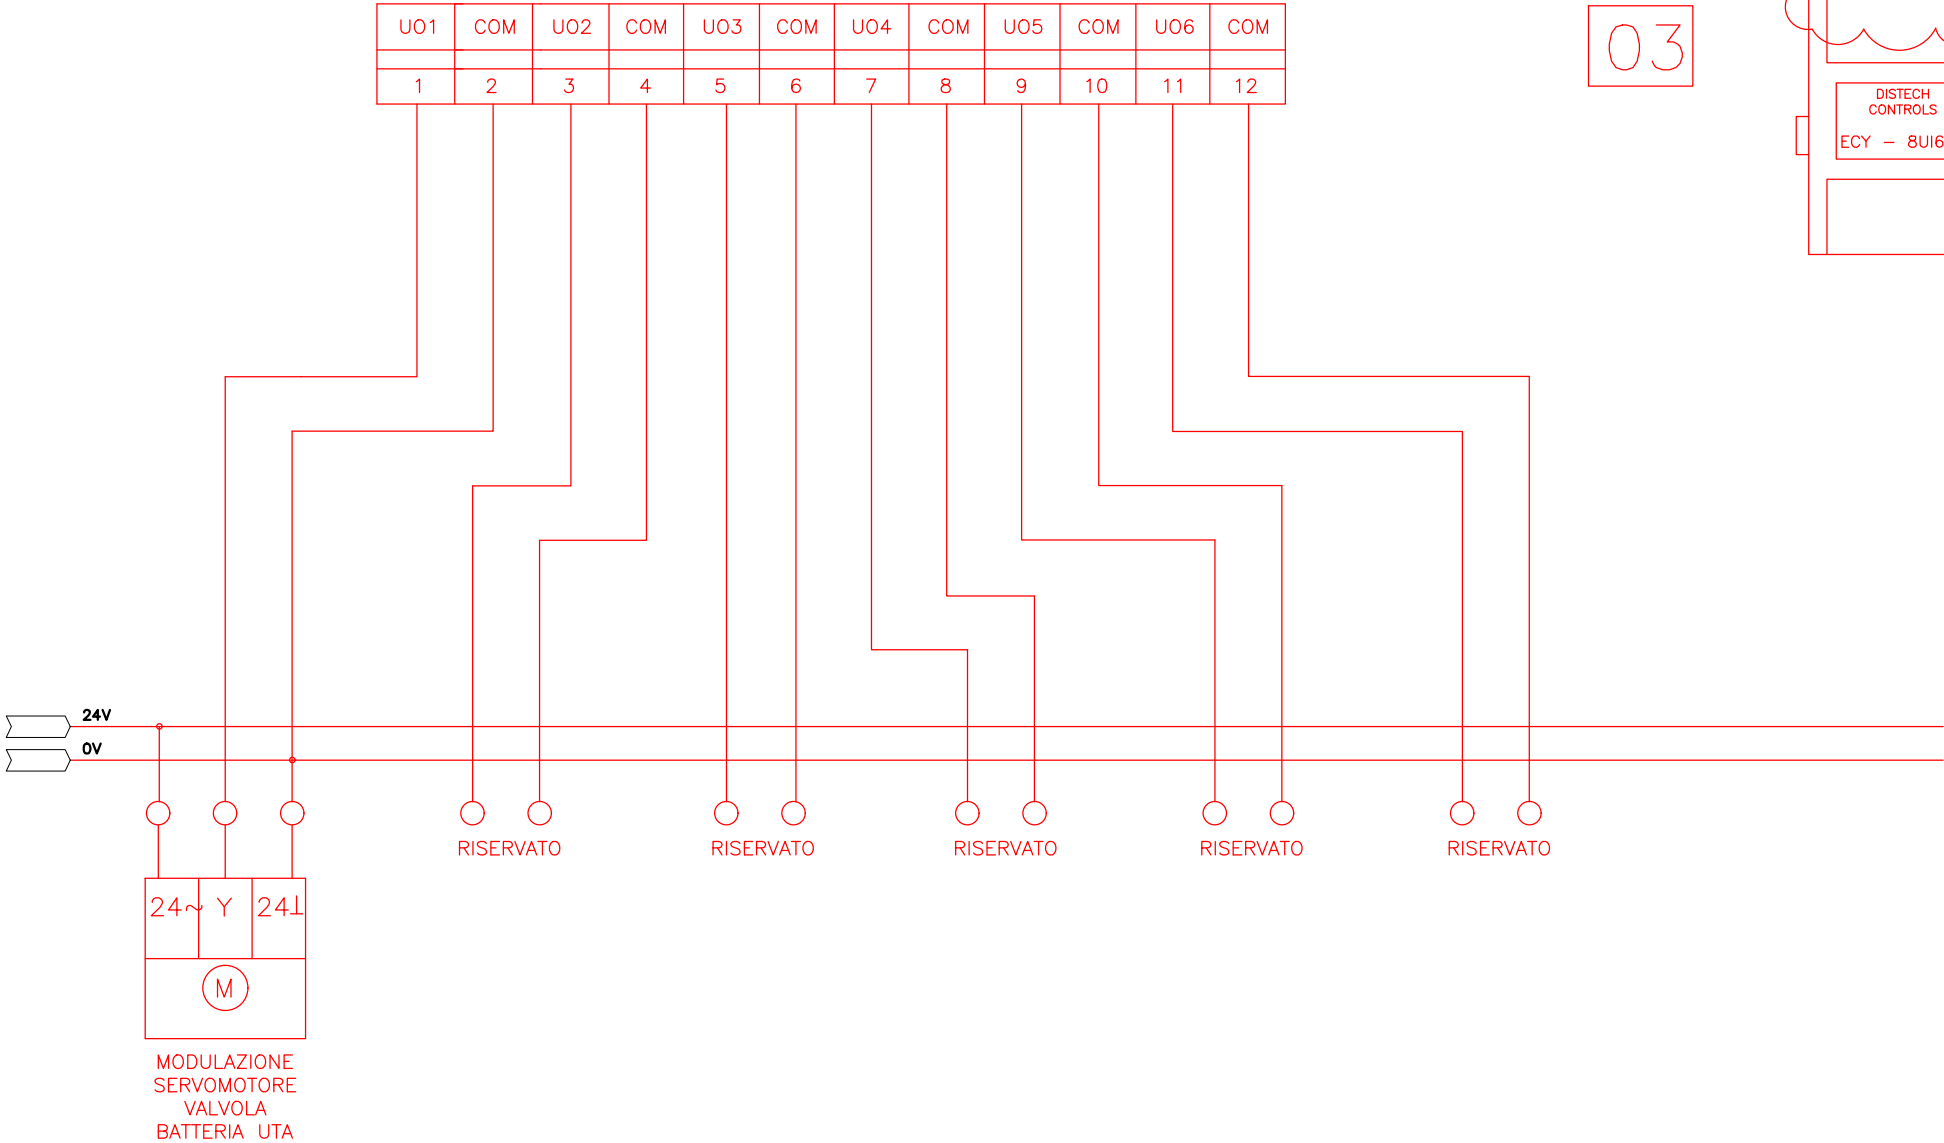 UO1 COM UO2 COM UO3 COM UO4 COM UO5 COM UO6 COM
1 2 3 4 5 6 7 8 9 10 11 12
03
DISTECH
CONTROLS
ECY - 8UI6
24V
0V
RISERVATO RISERVATO RISERVATO RISERVATO RISERVATO
24~ Y 24⊥
M
MODULAZIONE
SERVOMOTORE
VALVOLA
BATTERIA UTA